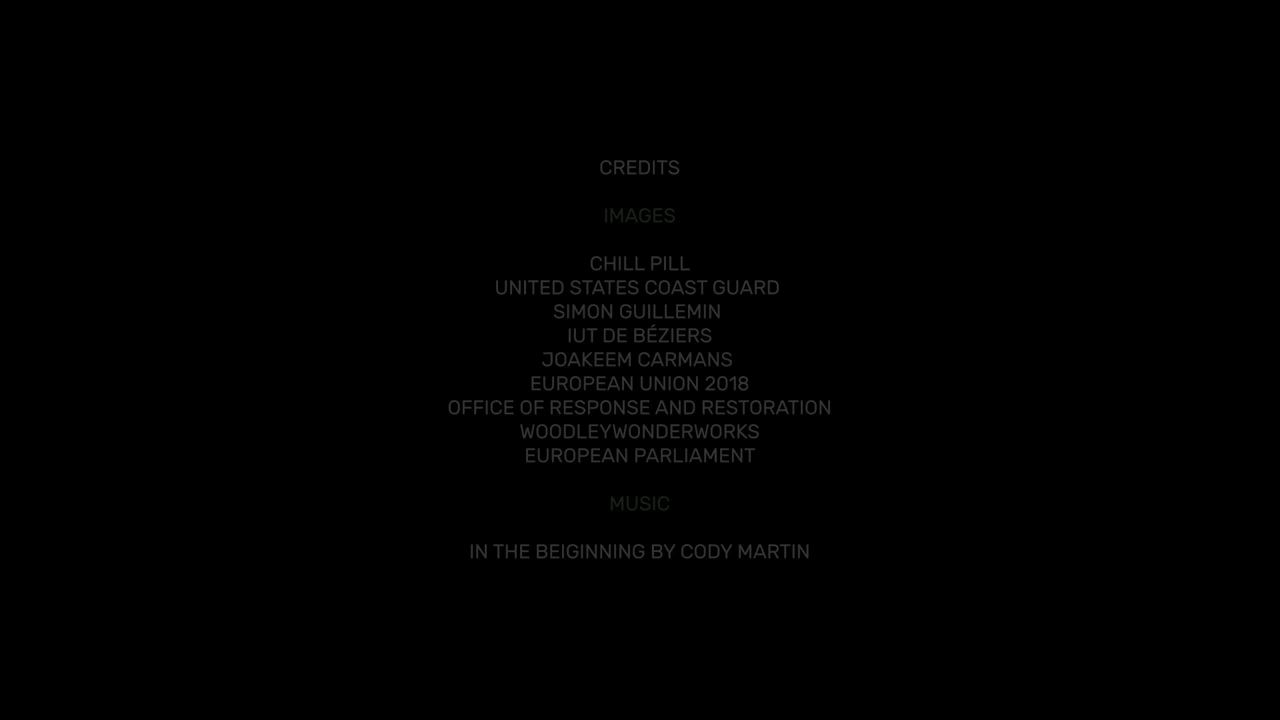 CREDITS
IMAGES
CHILL PILL
UNITED STATES COAST GUARD
SIMON GUILLEMIN
IUT DE BÉZIERS
JOAKEEM CARMANS
EUROPEAN UNION 2018
OFFICE OF RESPONSE AND RESTORATION
WOODLEYWONDERWORKS
EUROPEAN PARLIAMENT
MUSIC
IN THE BEIGINNING BY CODY MARTIN